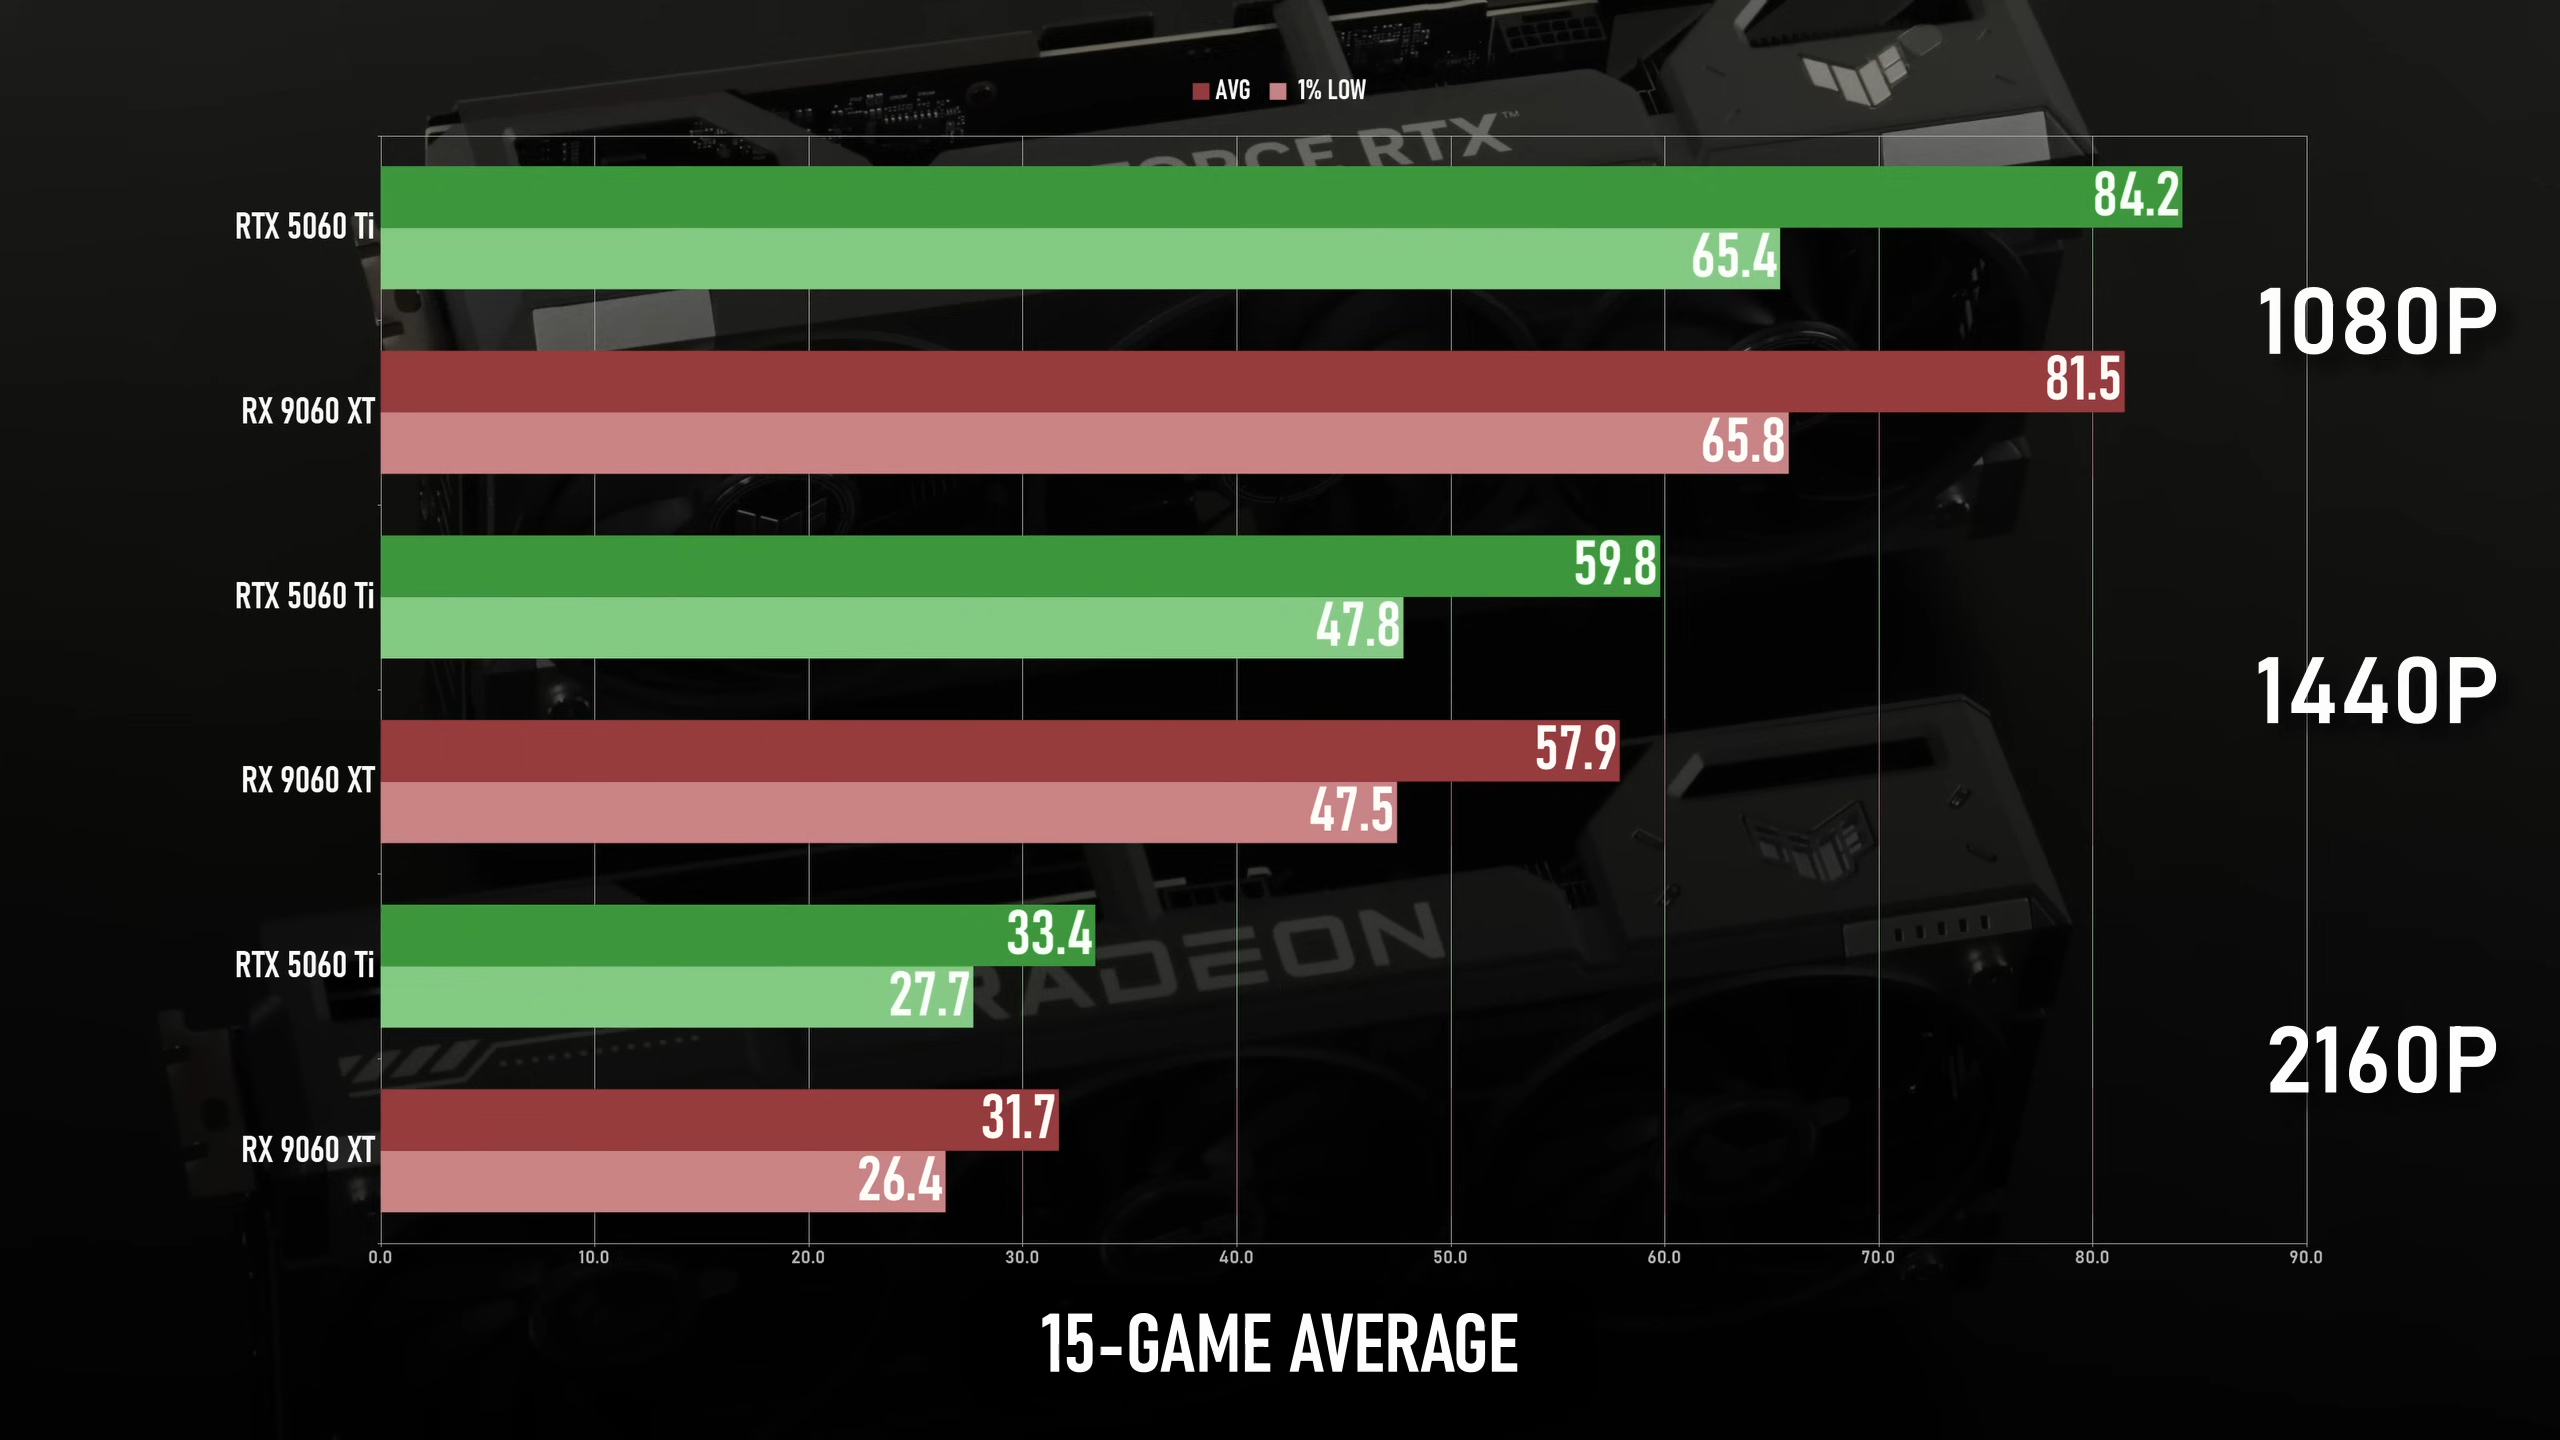 AVG 1% LOW
FORCE RTX™
RTX 5060 Ti
84.2
65.4
1080P
RX 9060 XT
81.5
65.8
RTX 5060 Ti
59.8
47.8
1440P
RX 9060 XT
57.9
47.5
RTX 5060 Ti
33.4
27.7
RADEON
2160P
RX 9060 XT
31.7
26.4
0.0 10.0 20.0 30.0 40.0 50.0 60.0 70.0 80.0 90.0
15-GAME AVERAGE